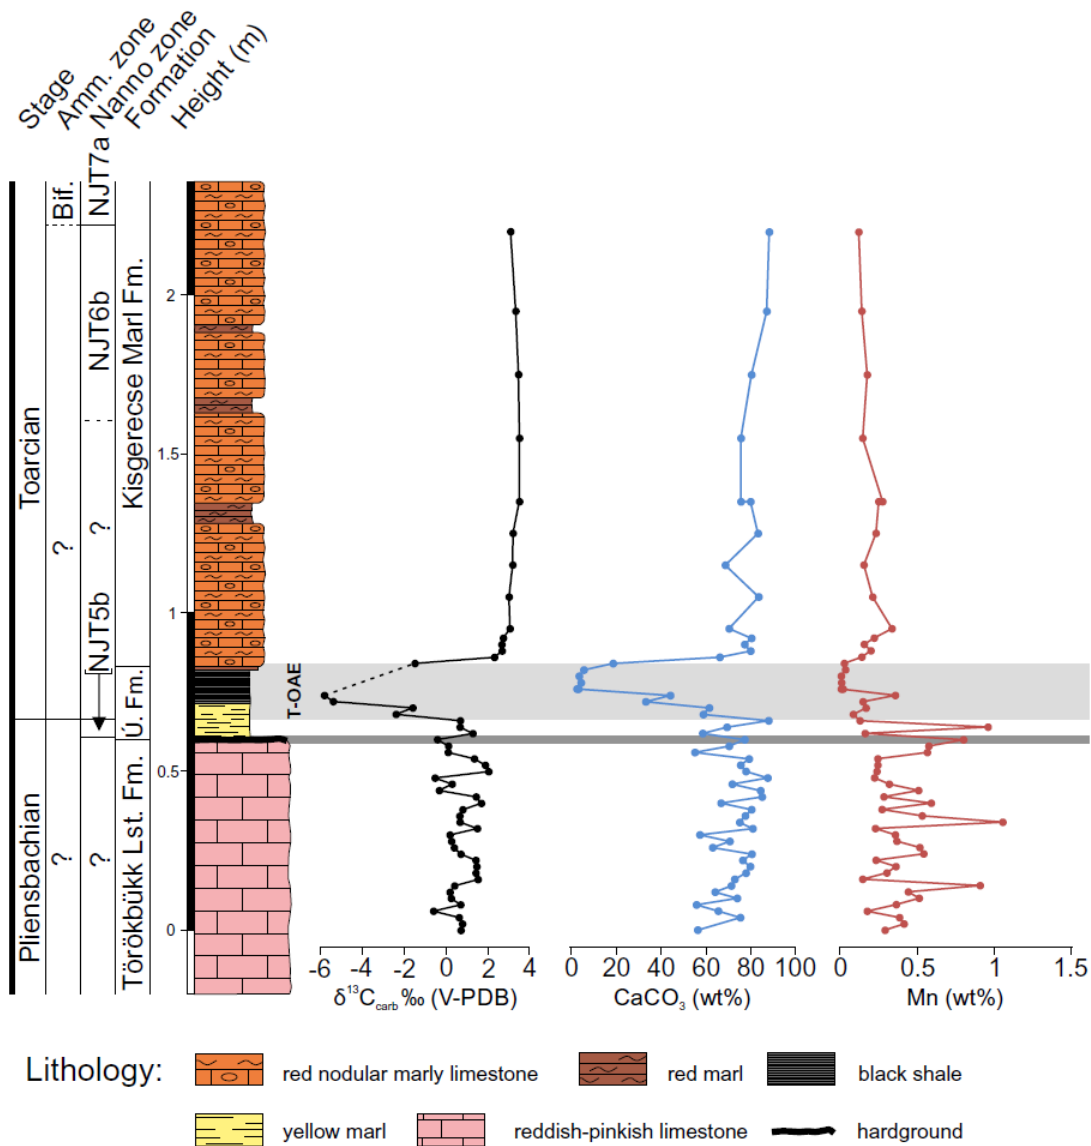 Stage
Amm. zone
Nanno zone
Formation
Height (m)
Toarcian
Pliensbachian
Bif.
?
?
NJT7a
NJT6b
?
NJT5b
?
Kisgerecse Marl Fm.
Ú. Fm.
Törökbükk Lst. Fm.
2
1.5
1
0.5
0
T-OAE
-6 -4 -2 0 2 4
δ¹³C carb ‰ (V-PDB)
0 20 40 60 80 100
CaCO₃ (wt%)
0 0.5 1 1.5
Mn (wt%)
Lithology:
red nodular marly limestone
red marl
black shale
yellow marl
reddish-pinkish limestone
hardground